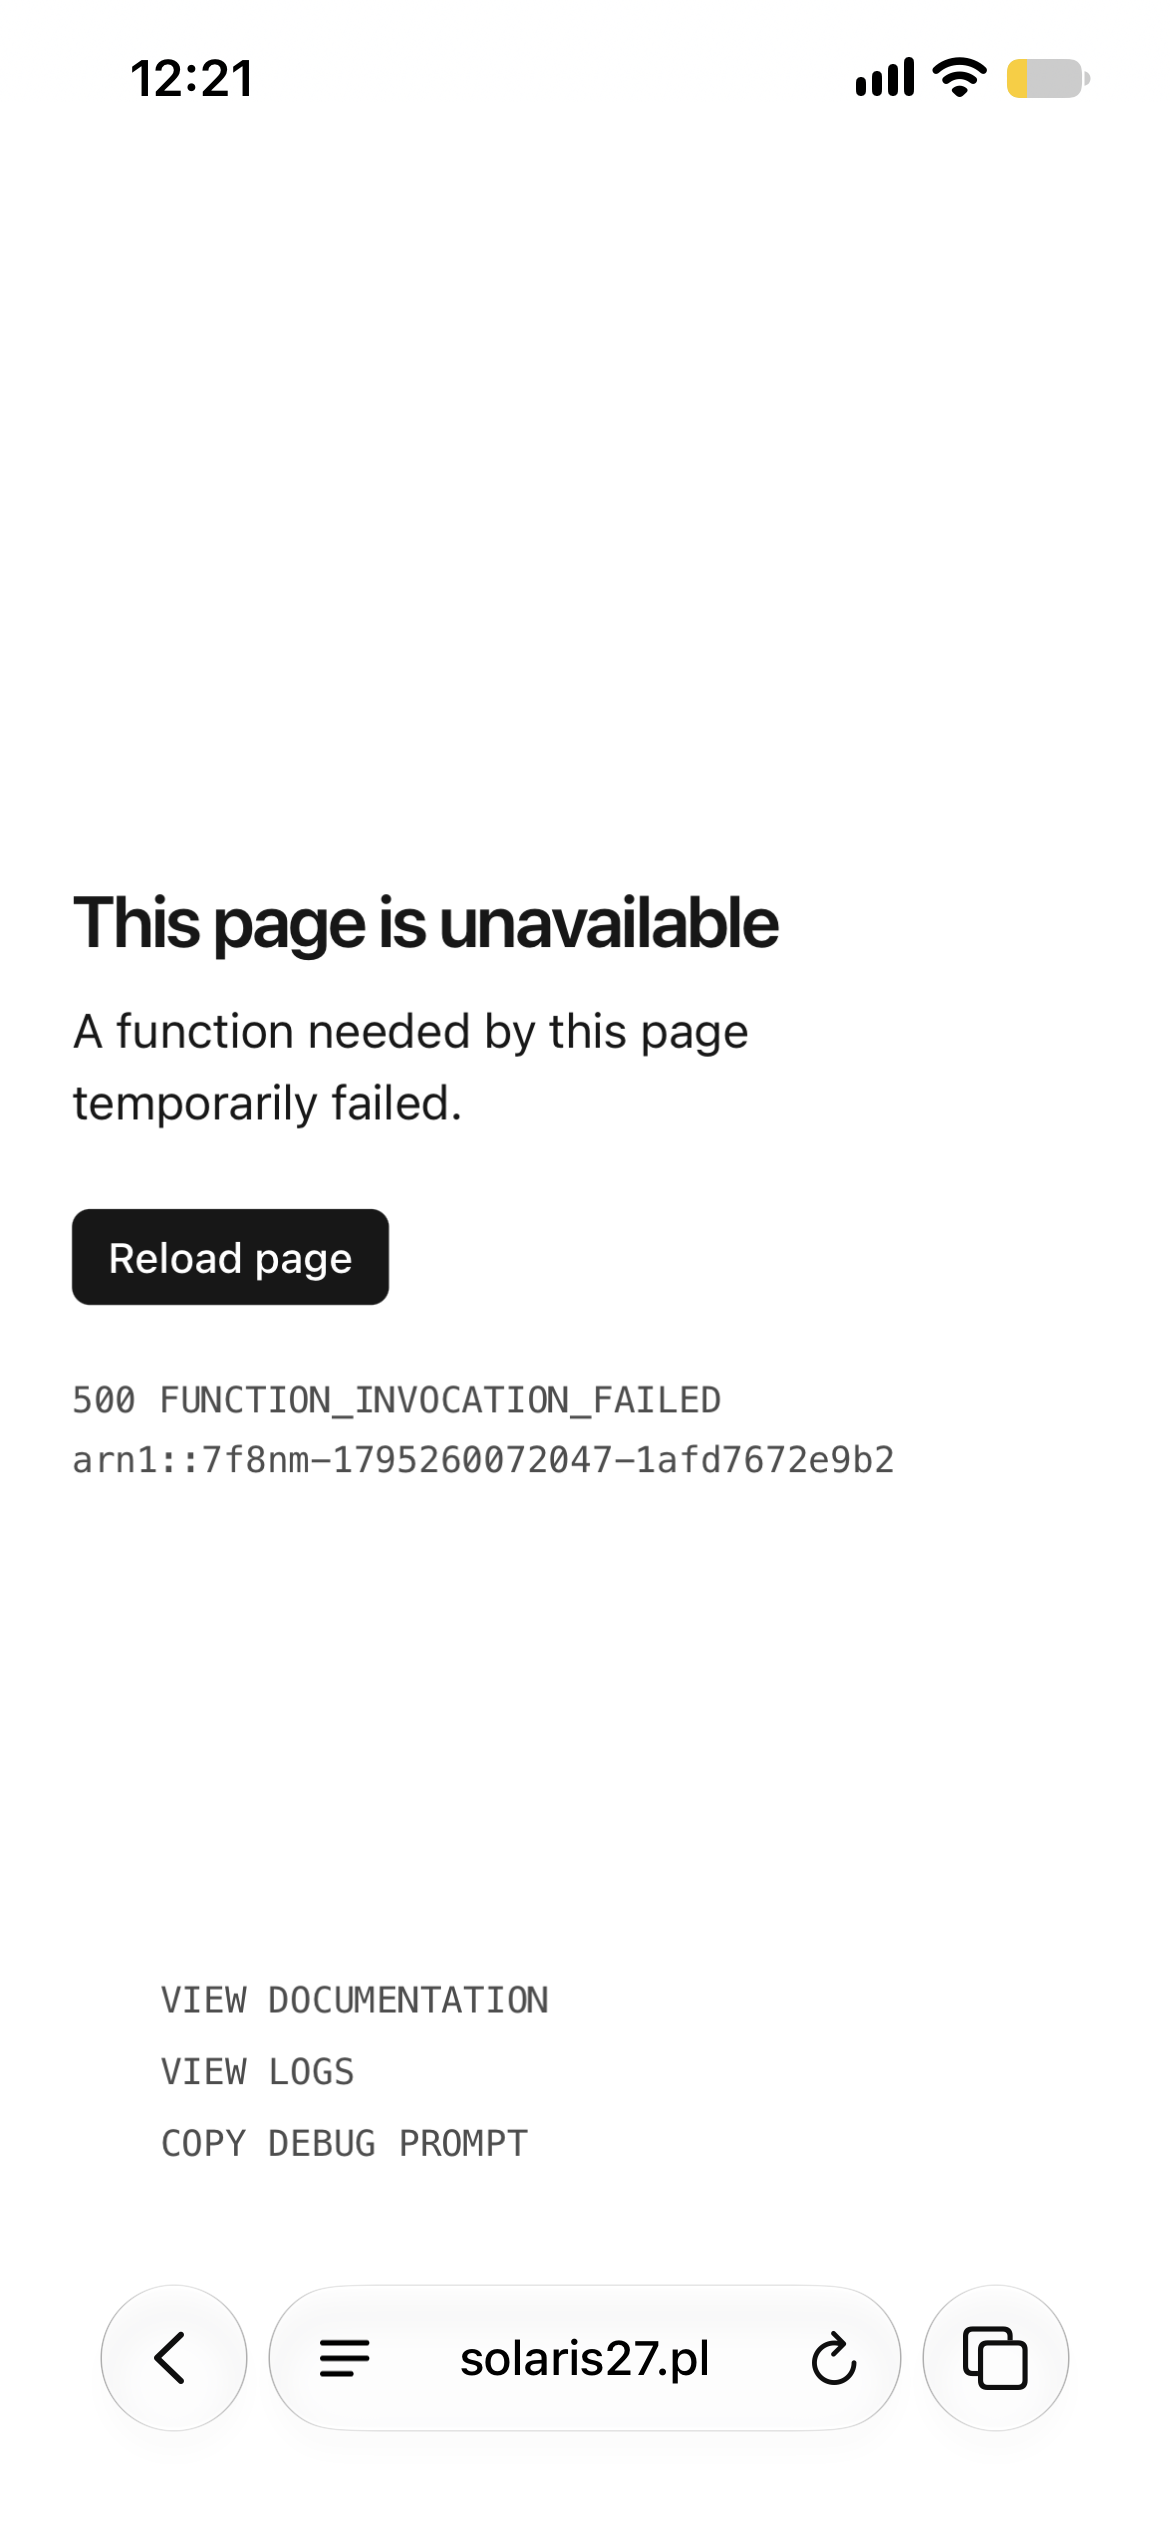 12:21
This page is unavailable
A function needed by this page
temporarily failed.
Reload page
500 FUNCTION_INVOCATION_FAILED
arn1::7f8nm-1795260072047-1afd7672e9b2
VIEW DOCUMENTATION
VIEW LOGS
COPY DEBUG PROMPT
solaris27.pl